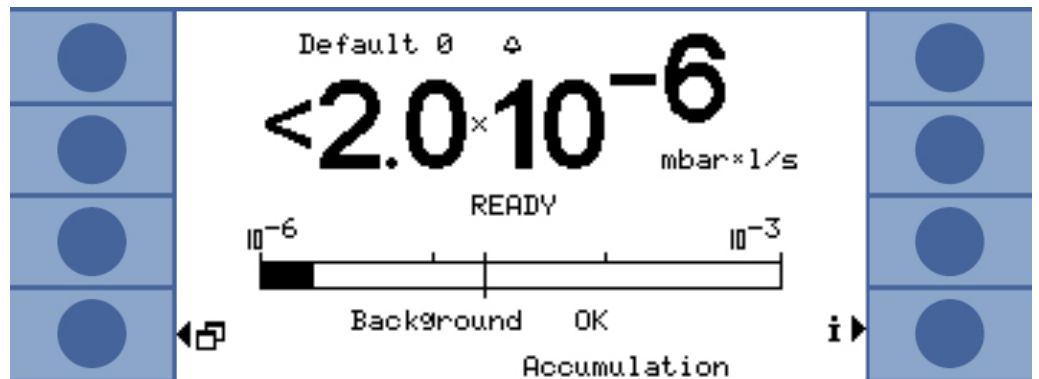 Default 0
<2.0×10⁻⁶
mbar×l/s
READY
10⁻⁶ 10⁻³
Background OK
i
Accumulation